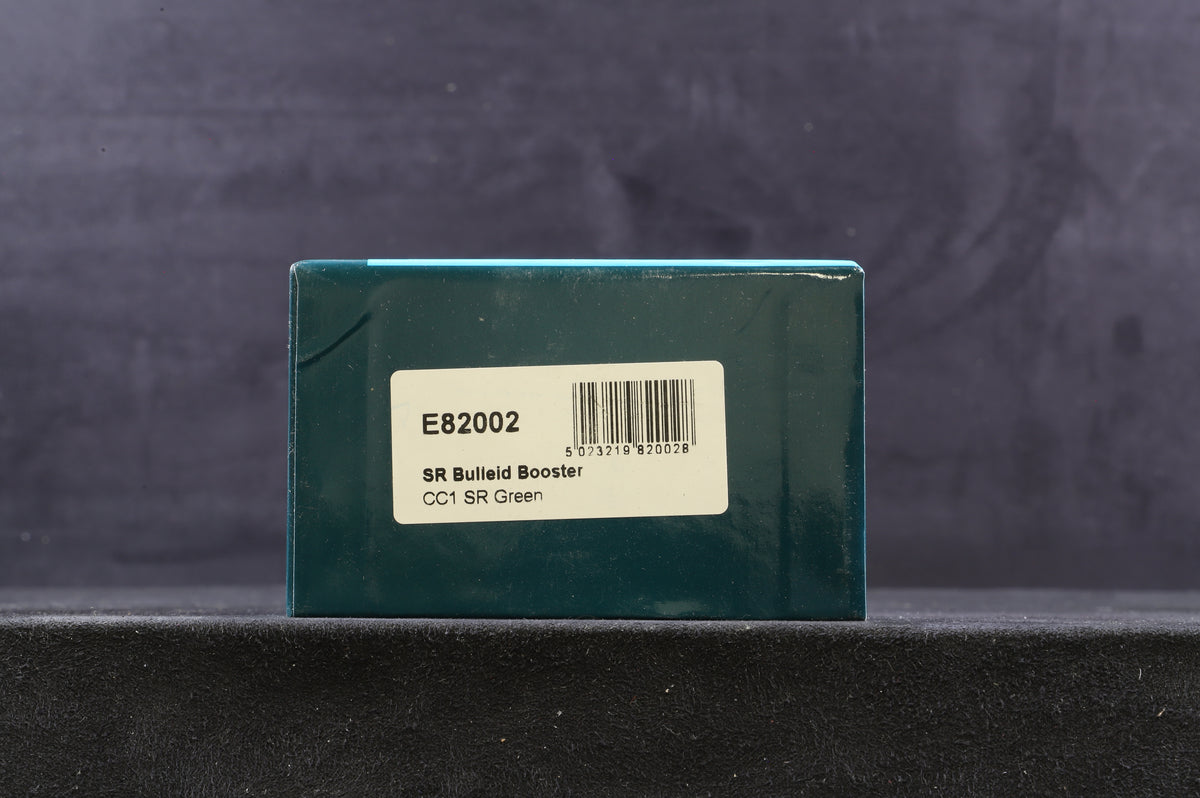 E82002
5 023219 820028
SR Bulleid Booster
CC1 SR Green